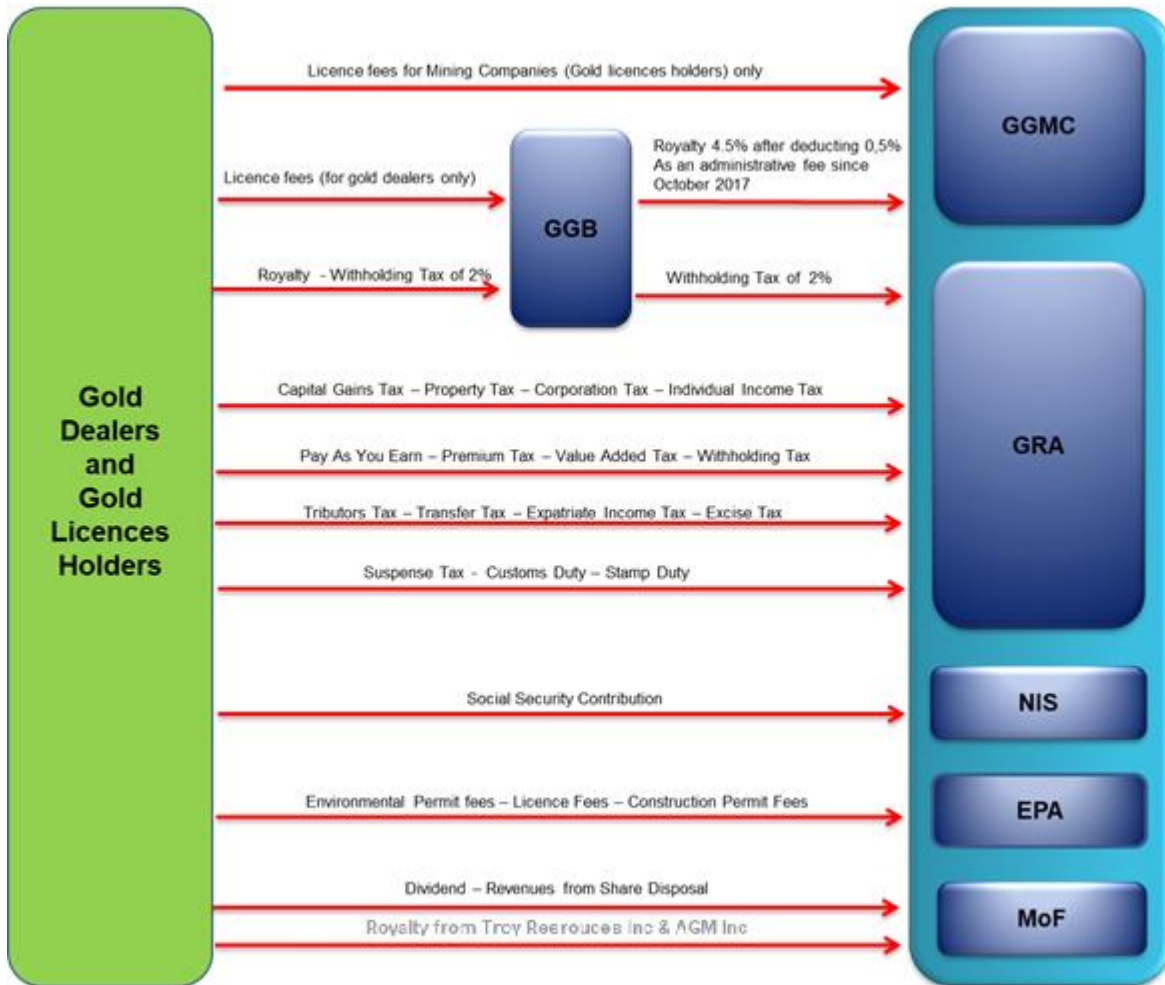 Licence fees for Mining Companies (Gold licences holders) only
GGMC
Royalty 4.5% after deducting 0,5%
As an administrative fee since
October 2017
Licence fees (for gold dealers only)
GGB
Royalty - Withholding Tax of 2%
Withholding Tax of 2%
Gold
Dealers
and
Gold
Licences
Holders
Capital Gains Tax – Property Tax – Corporation Tax – Individual Income Tax
GRA
Pay As You Earn – Premium Tax – Value Added Tax – Withholding Tax
Tributors Tax – Transfer Tax – Expatriate Income Tax – Excise Tax
Suspense Tax - Customs Duty – Stamp Duty
Social Security Contribution
NIS
Environmental Permit fees – Licence Fees – Construction Permit Fees
EPA
Dividend – Revenues from Share Disposal
MoF
Royalty from Troy Resrouces Inc & AGM Inc